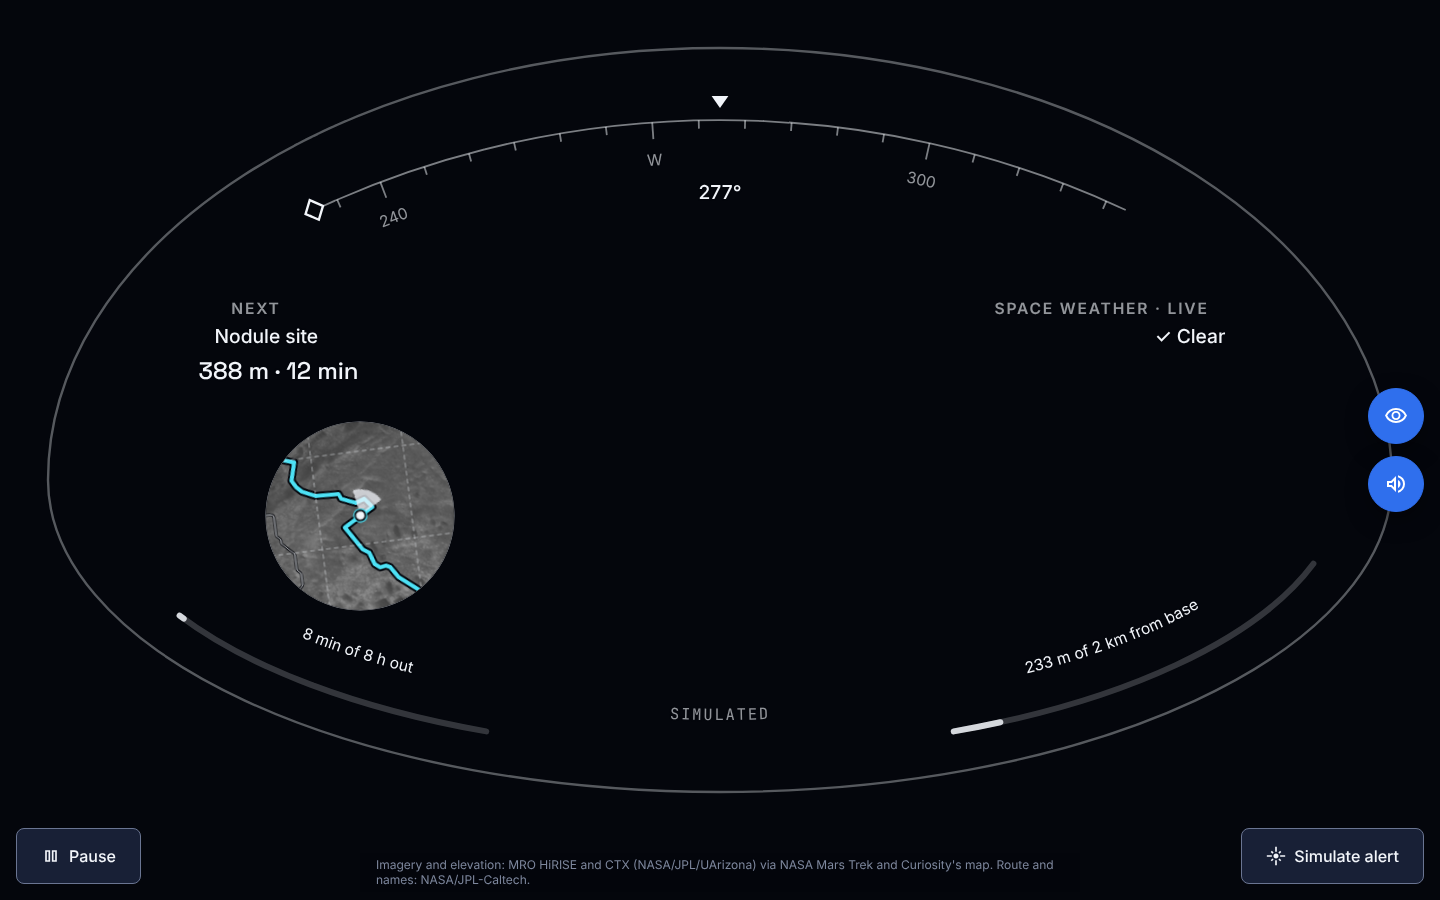 W
277°
300
240
NEXT
Nodule site
388 m · 12 min
SPACE WEATHER · LIVE
Clear
8 min of 8 h out
233 m of 2 km from base
SIMULATED
Pause
Imagery and elevation: MRO HiRISE and CTX (NASA/JPL/UArizona) via NASA Mars Trek and Curiosity's map. Route and
names: NASA/JPL-Caltech.
Simulate alert